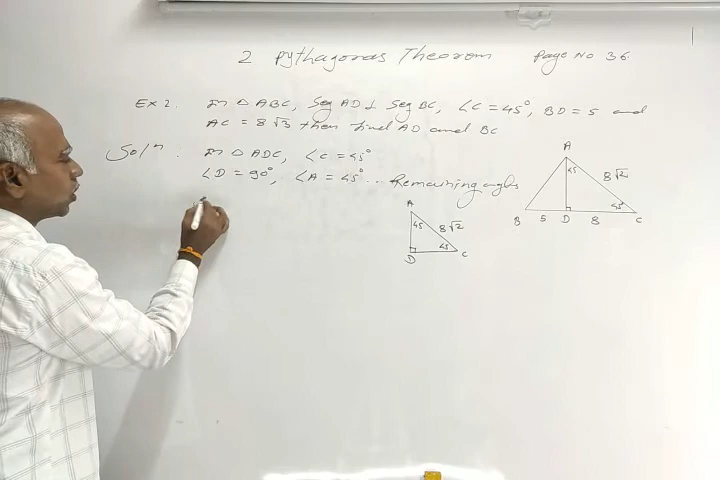 2 Pythagoras Theorem Page No 36.
Ex 2. In △ ABC, Seg AD ⊥ Seg BC, ∠C = 45°, BD = 5 and
AC = 8√3 then find AD and BC
Solⁿ. In △ ADC, ∠C = 45°
∠D = 90°, ∠A = 45° ... Remaining angles
A
45
8√2
45
B 5 D 8 C
A
45 8√2
45
D C